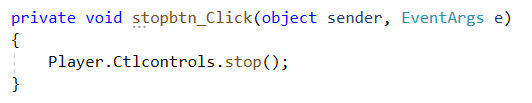 private void stopbtn_Click(object sender, EventArgs e)
{
    Player.Ctlcontrols.stop();
}